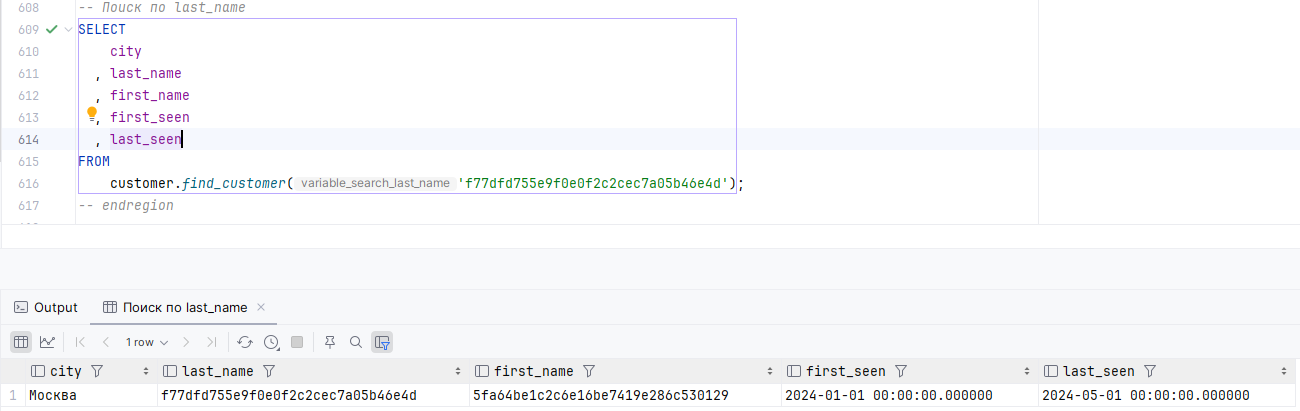 608 -- Поиск по last_name
609 SELECT
610 city
611 , last_name
612 , first_name
613 , first_seen
614 , last_seen
615 FROM
616 customer.find_customer( variable_search_last_name 'f77dfd755e9f0e0f2c2cec7a05b46e4d');
617 -- endregion
Output Поиск по last_name
1 row
city last_name first_name first_seen last_seen
1 Москва f77dfd755e9f0e0f2c2cec7a05b46e4d 5fa64be1c2c6e16be7419e286c530129 2024-01-01 00:00:00.000000 2024-05-01 00:00:00.000000